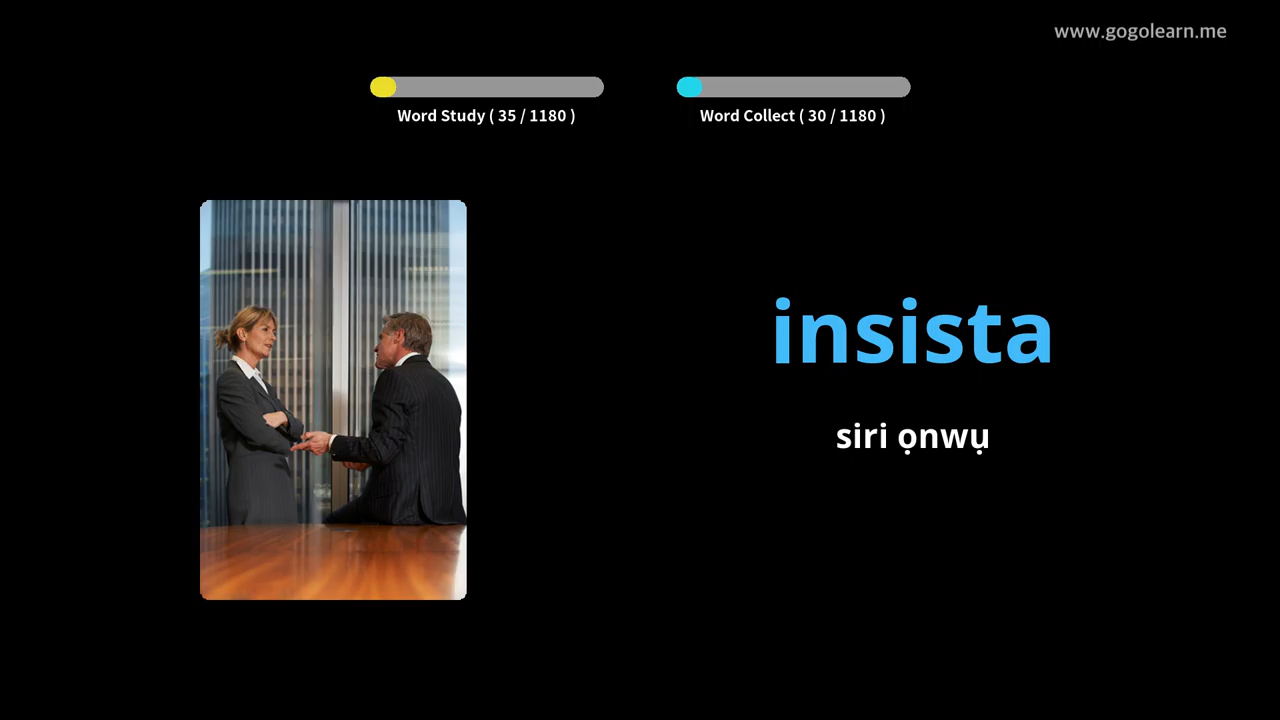 www.gogolearn.me
Word Study ( 35 / 1180 )
Word Collect ( 30 / 1180 )
insista
siri ọnwụ